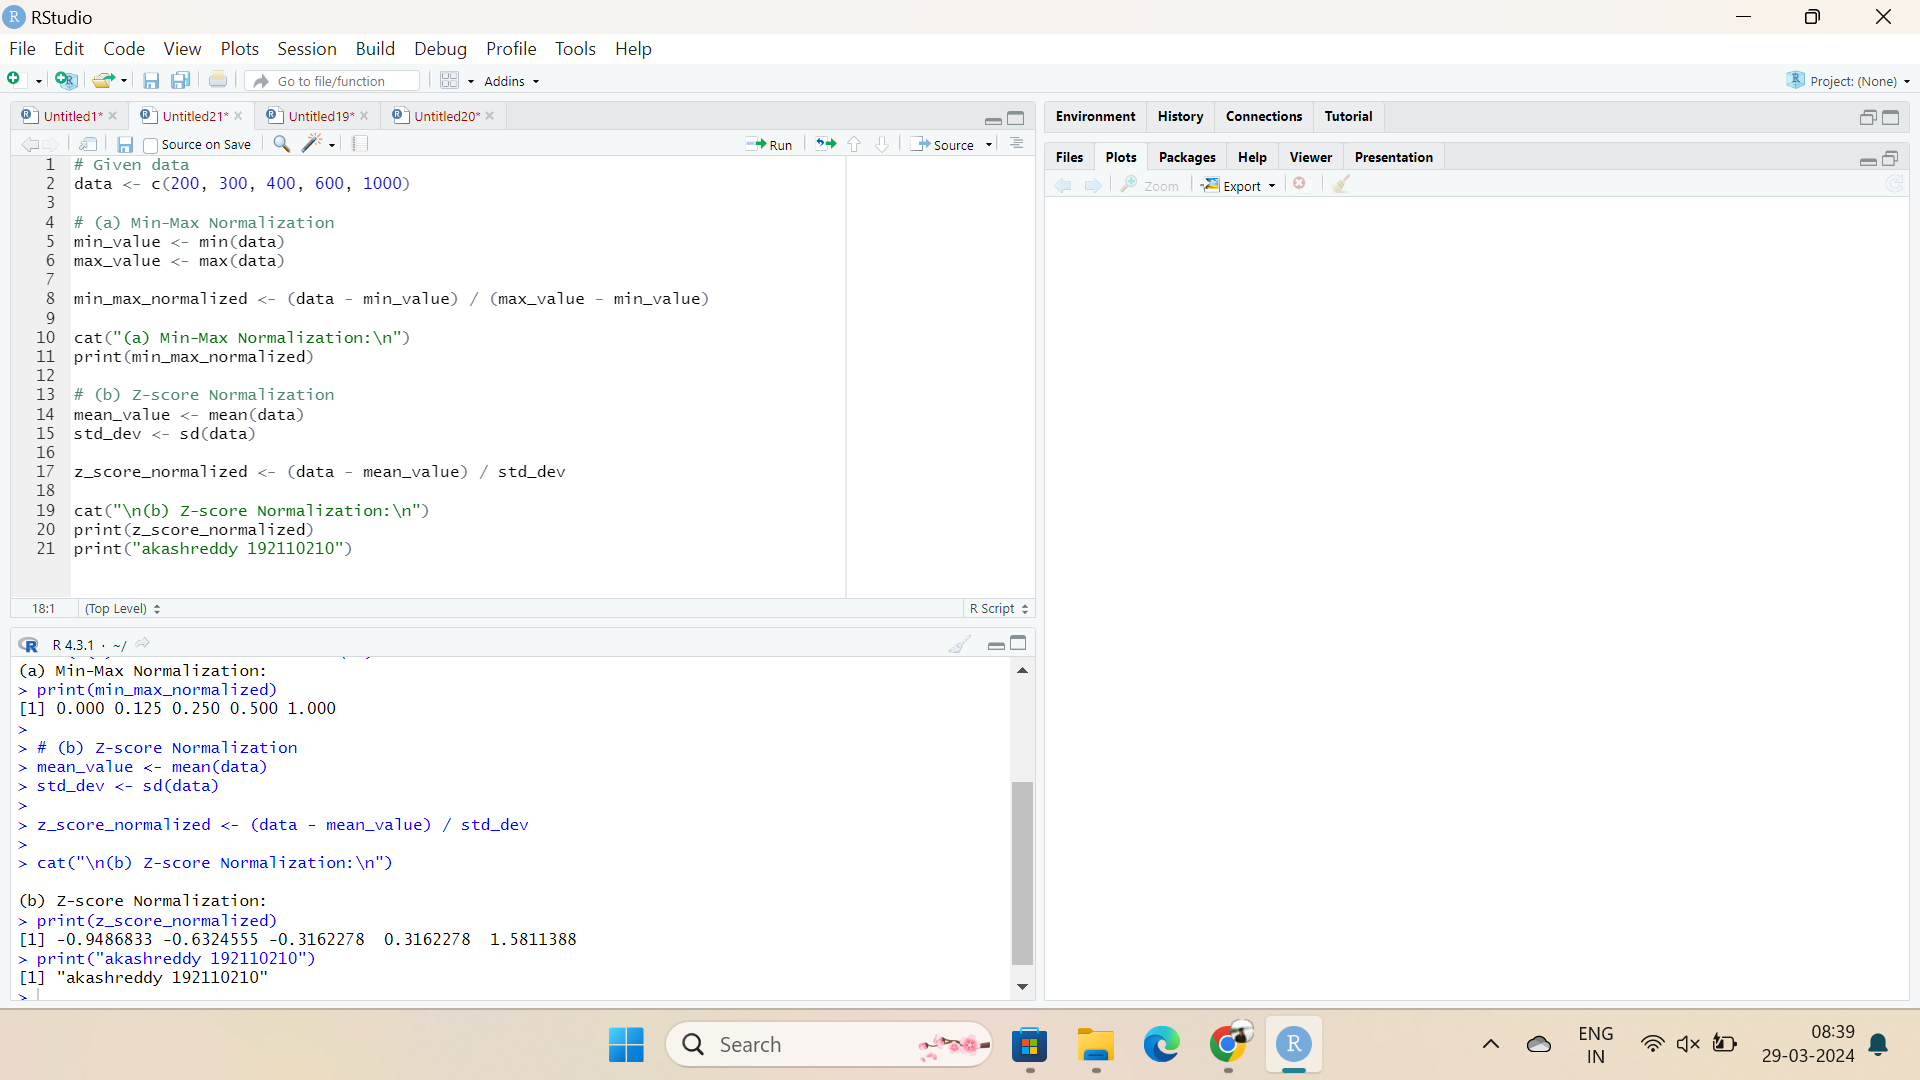 RStudio
File Edit Code View Plots Session Build Debug Profile Tools Help
Go to file/function Addins Project: (None)
Untitled1* Untitled21* Untitled19* Untitled20*
Source on Save Run Source
1 # Given data
2 data <- c(200, 300, 400, 600, 1000)
3
4 # (a) Min-Max Normalization
5 min_value <- min(data)
6 max_value <- max(data)
7
8 min_max_normalized <- (data - min_value) / (max_value - min_value)
9
10 cat("(a) Min-Max Normalization:\n")
11 print(min_max_normalized)
12
13 # (b) Z-score Normalization
14 mean_value <- mean(data)
15 std_dev <- sd(data)
16
17 z_score_normalized <- (data - mean_value) / std_dev
18
19 cat("\n(b) Z-score Normalization:\n")
20 print(z_score_normalized)
21 print("akashreddy 192110210")
18:1 (Top Level) R Script
R 4.3.1 · ~/
(a) Min-Max Normalization:
> print(min_max_normalized)
[1] 0.000 0.125 0.250 0.500 1.000
>
> # (b) Z-score Normalization
> mean_value <- mean(data)
> std_dev <- sd(data)
>
> z_score_normalized <- (data - mean_value) / std_dev
>
> cat("\n(b) Z-score Normalization:\n")
(b) Z-score Normalization:
> print(z_score_normalized)
[1] -0.9486833 -0.6324555 -0.3162278  0.3162278  1.5811388
> print("akashreddy 192110210")
[1] "akashreddy 192110210"
>
Environment History Connections Tutorial
Files Plots Packages Help Viewer Presentation
Zoom Export
Search
ENG
IN
08:39
29-03-2024